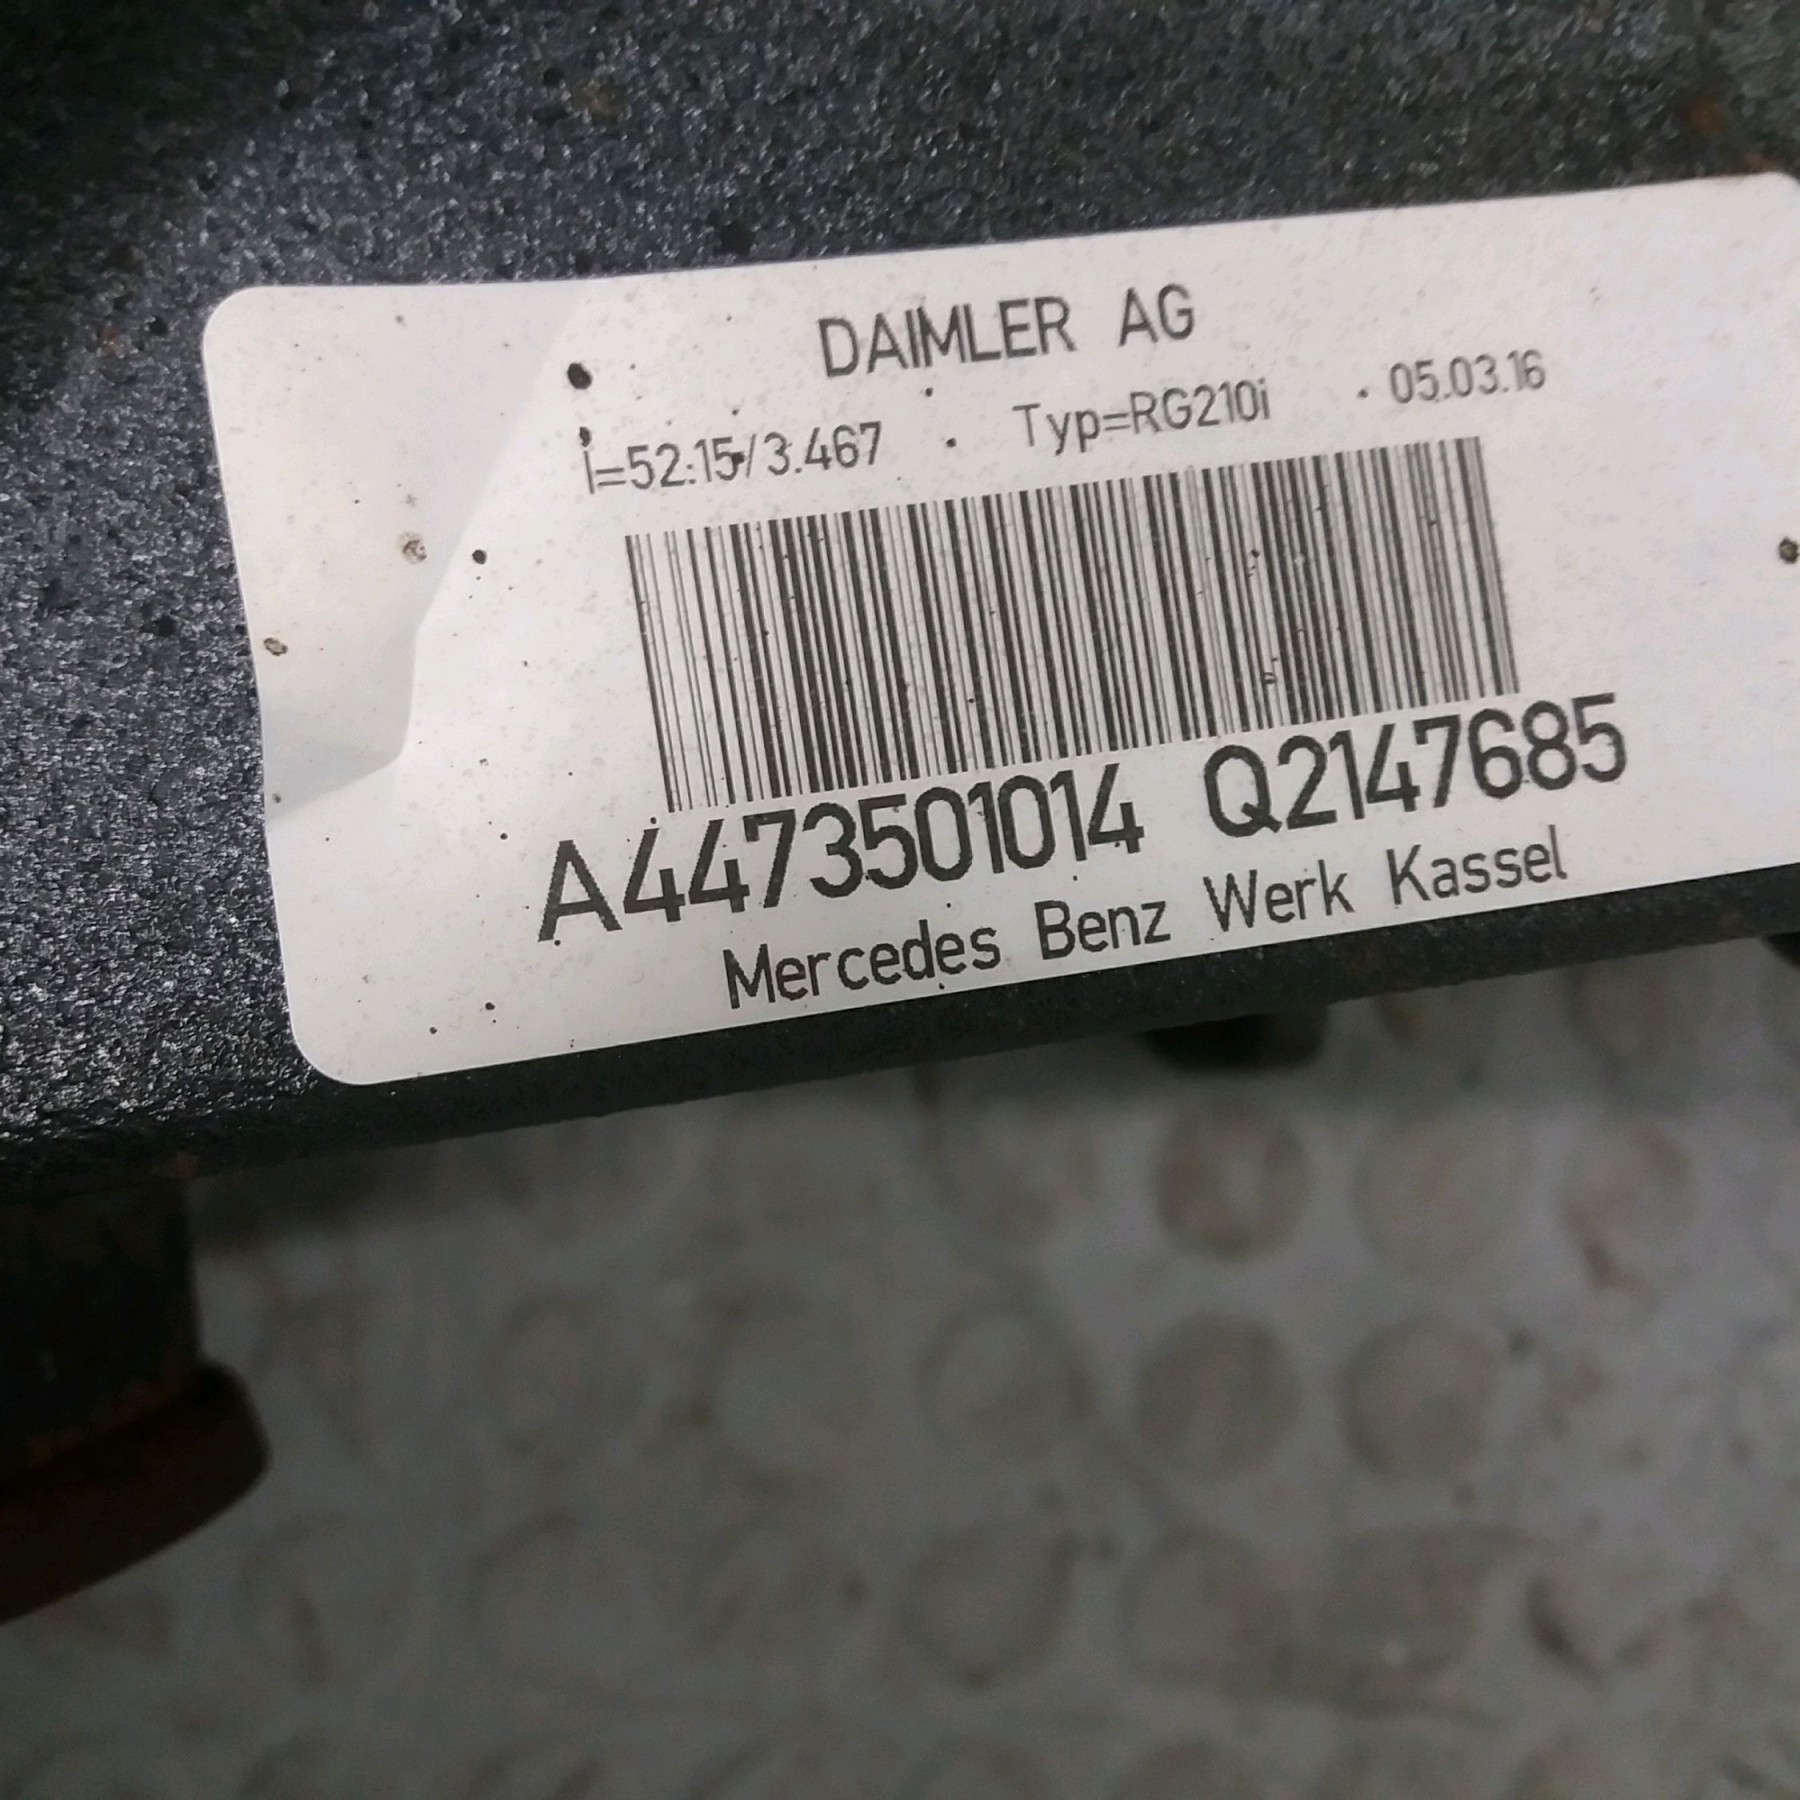 DAIMLER AG
i=52:15/3.467 Typ=RG210i 05.03.16
A4473501014 Q2147685
Mercedes Benz Werk Kassel